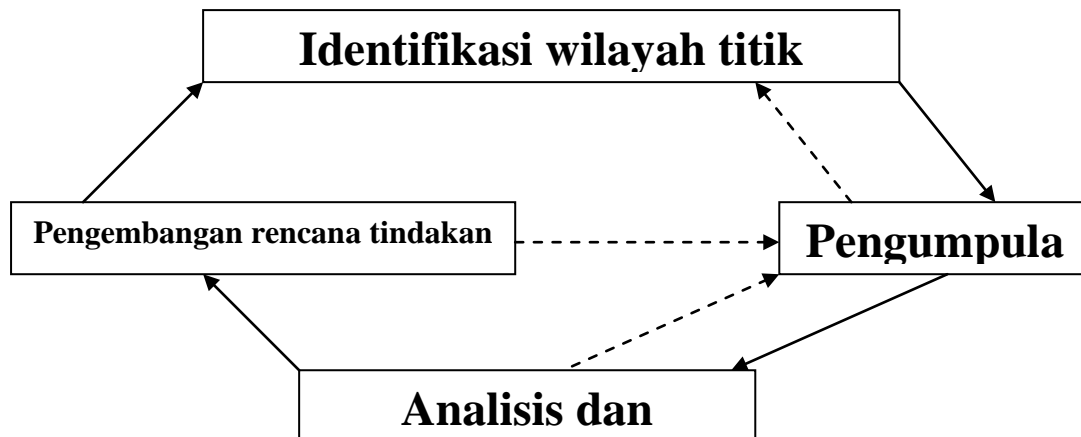 Identifikasi wilayah titik
Pengembangan rencana tindakan
Pengumpula
Analisis dan